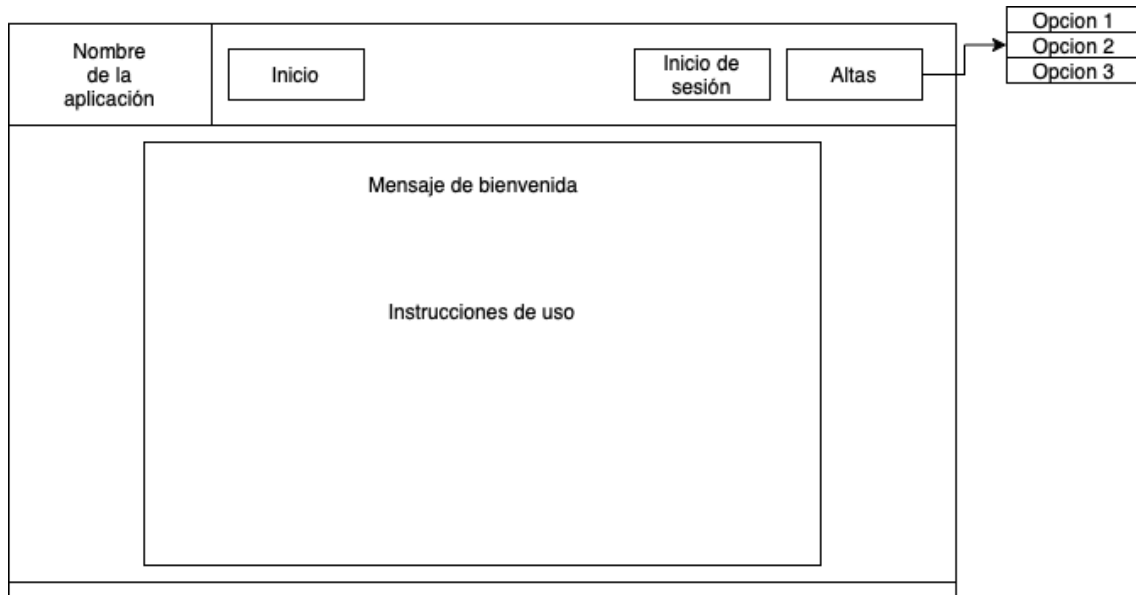 Nombre
de la
aplicación
Inicio
Inicio de
sesión
Altas
Opcion 1
Opcion 2
Opcion 3
Mensaje de bienvenida
Instrucciones de uso